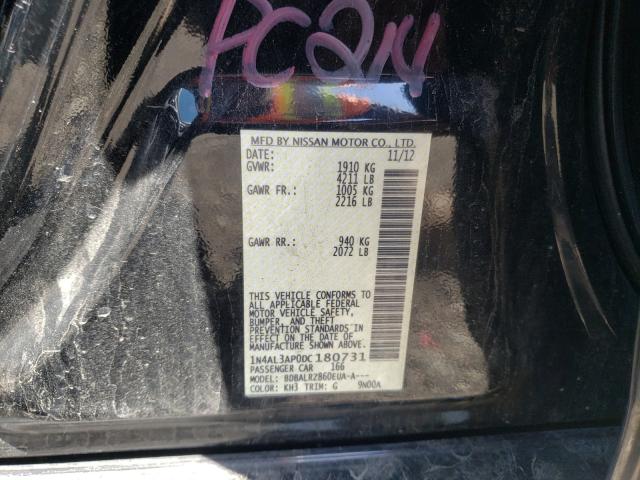 PC214
MFD BY NISSAN MOTOR CO., LTD.
DATE: 11/12
GVWR: 1910 KG
4211 LB
GAWR FR.: 1005 KG
2216 LB
GAWR RR.: 940 KG
2072 LB
THIS VEHICLE CONFORMS TO
ALL APPLICABLE FEDERAL
MOTOR VEHICLE SAFETY,
BUMPER, AND THEFT
PREVENTION STANDARDS IN
EFFECT ON THE DATE OF
MANUFACTURE SHOWN ABOVE.
1N4AL3AP0DC180731
PASSENGER CAR 166
MODEL: BDBALR2860EUA-A---
COLOR: KH3 TRIM: G 9N00A